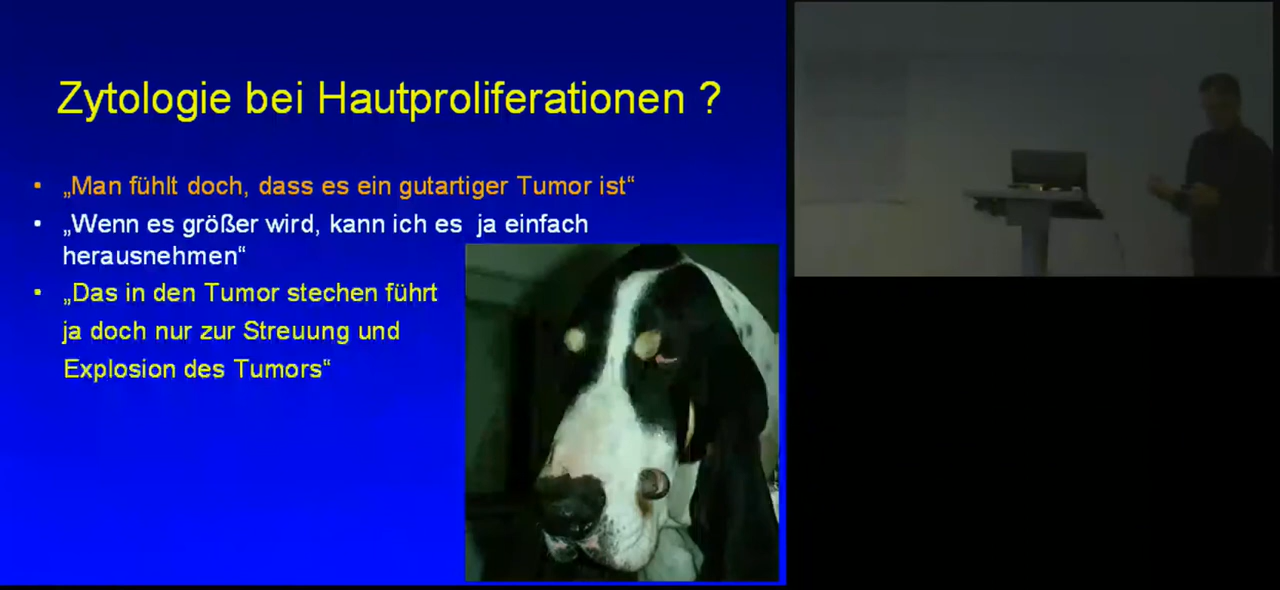 Zytologie bei Hautproliferationen ?
„Man fühlt doch, dass es ein gutartiger Tumor ist“
„Wenn es größer wird, kann ich es ja einfach
herausnehmen“
„Das in den Tumor stechen führt
ja doch nur zur Streuung und
Explosion des Tumors“